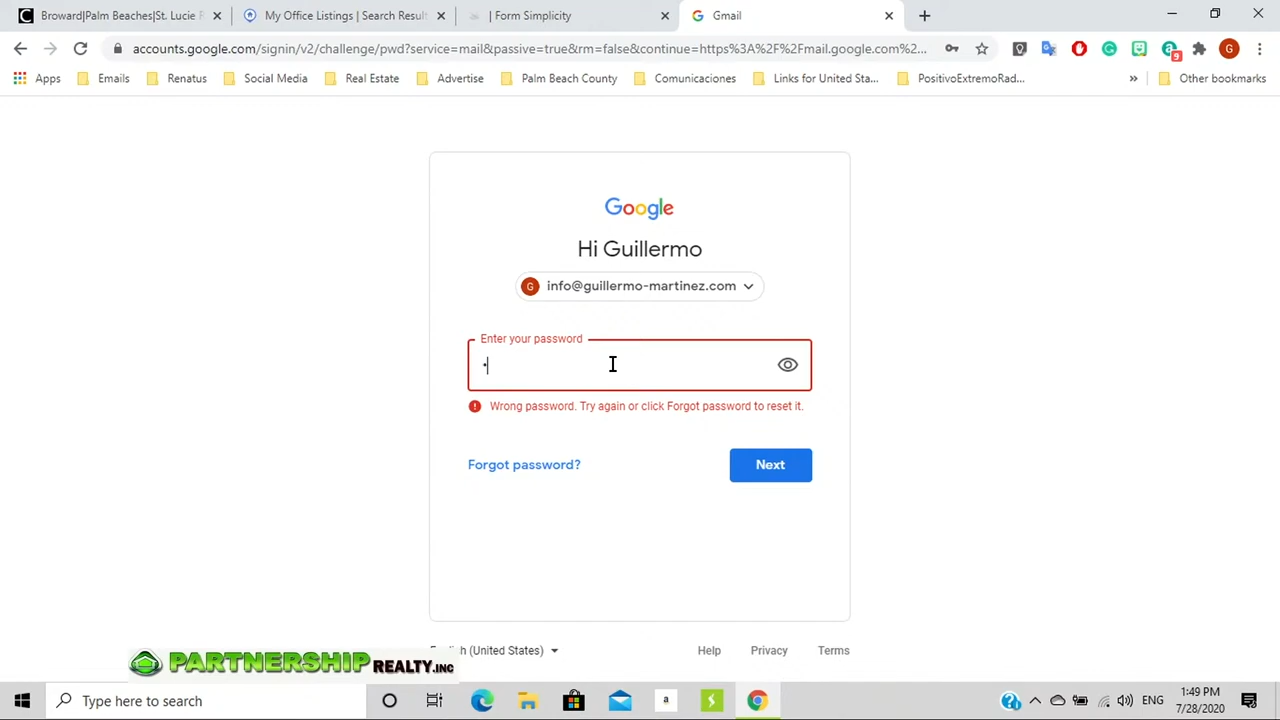 Broward|Palm Beaches|St. Lucie R
My Office Listings | Search Result
| Form Simplicity
Gmail
accounts.google.com/signin/v2/challenge/pwd?service=mail&passive=true&rm=false&continue=https%3A%2F%2Fmail.google.com%2...
G
9
Apps
Emails
Renatus
Social Media
Real Estate
Advertise
Palm Beach County
Comunicaciones
Links for United Sta...
PositivoExtremoRad...
»
Other bookmarks
Google
Hi Guillermo
G info@guillermo-martinez.com
Enter your password
Wrong password. Try again or click Forgot password to reset it.
Forgot password?
Next
(United States)
Help
Privacy
Terms
PARTNERSHIP REALTY.INC
Type here to search
a
ENG
1:49 PM
7/28/2020